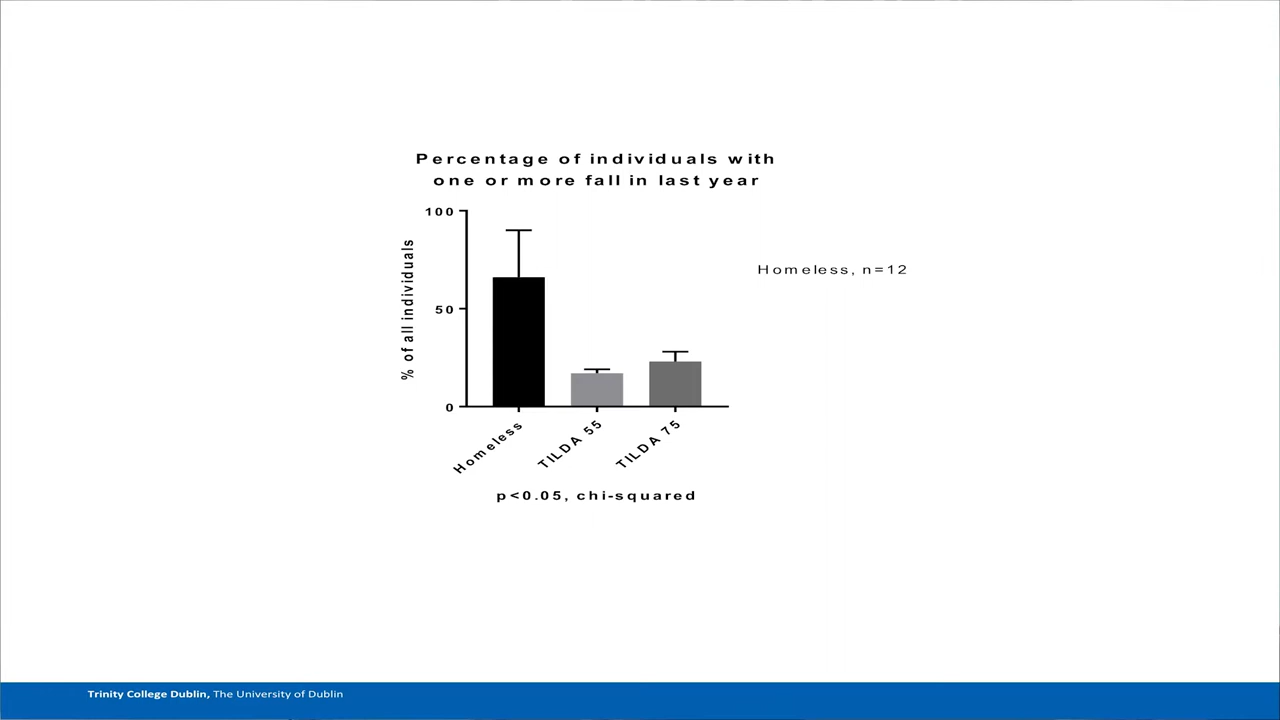 Percentage of individuals with
one or more fall in last year
% of all individuals
100
50
0
Homeless, n=12
Homeless
TILDA 55
TILDA 75
p<0.05, chi-squared
Trinity College Dublin, The University of Dublin